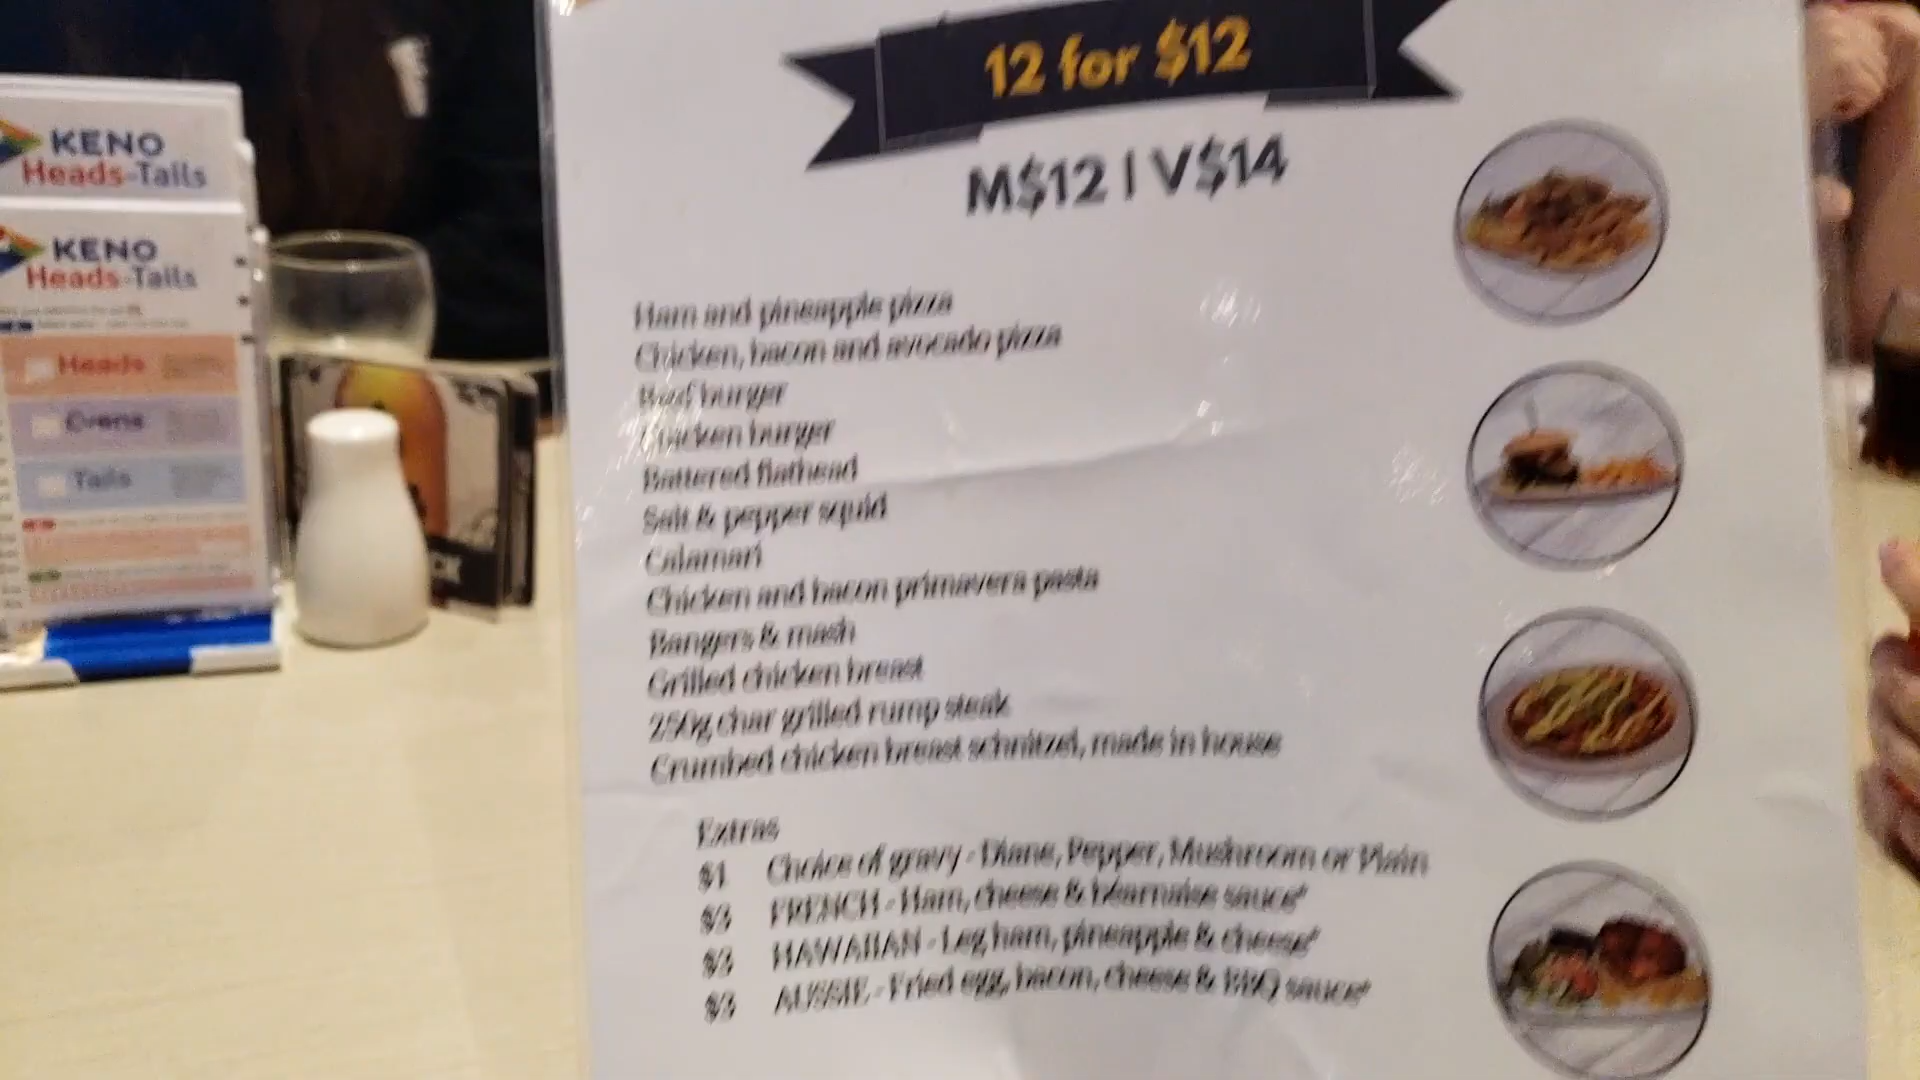 12 for $12
M$12 | V$14
Ham and pineapple pizza
Chicken, bacon and avocado pizza
Beef burger
Chicken burger
Battered flathead
Salt & pepper squid
Calamari
Chicken and bacon primavera pasta
Bangers & mash
Grilled chicken breast
250g char grilled rump steak
Crumbed chicken breast schnitzel, made in house
Extras
$1 Choice of gravy - Diane, Pepper, Mushroom or Plain
$3 FRENCH - Ham, cheese & béarnaise sauce*
$3 HAWAIIAN - Leg ham, pineapple & cheese*
$3 AUSSIE - Fried egg, bacon, cheese & BBQ sauce*
KENO
Heads-Tails
KENO
Heads-Tails
Heads
Evens
Tails